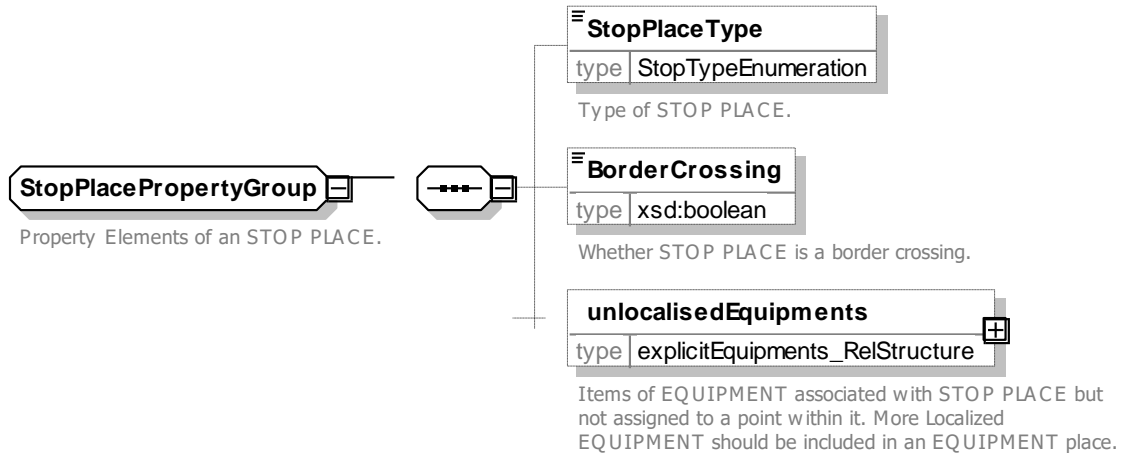 StopPlaceType
type StopTypeEnumeration
Type of STOP PLACE.
BorderCrossing
type xsd:boolean
Whether STOP PLACE is a border crossing.
StopPlacePropertyGroup
Property Elements of an STOP PLACE.
unlocalisedEquipments
type explicitEquipments_RelStructure
Items of EQUIPMENT associated with STOP PLACE but
not assigned to a point within it. More Localized
EQUIPMENT should be included in an EQUIPMENT place.